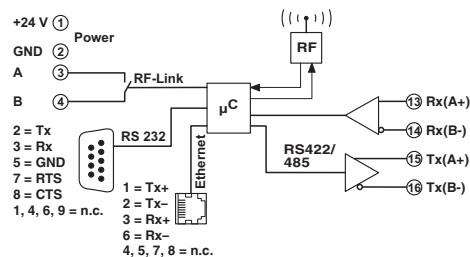 +24 V 1
Power
GND 2
A 3
RF-Link
B 4
RF
µC
13 Rx(A+)
14 Rx(B-)
RS422/
485
15 Tx(A+)
16 Tx(B-)
RS 232
2 = Tx
3 = Rx
5 = GND
7 = RTS
8 = CTS
1, 4, 6, 9 = n.c.
Ethernet
1 = Tx+
2 = Tx–
3 = Rx+
6 = Rx–
4, 5, 7, 8 = n.c.